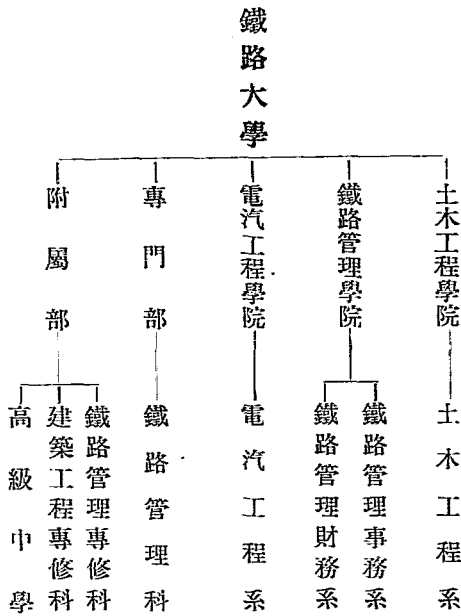 鐵路大學
土木工程學院
鐵路管理學院
電汽工程學院
專門部
附屬部
土木工程系
鐵路管理事務系
鐵路管理財務系
電汽工程系
鐵路管理科
鐵路管理專修科
建築工程專修科
高級中學